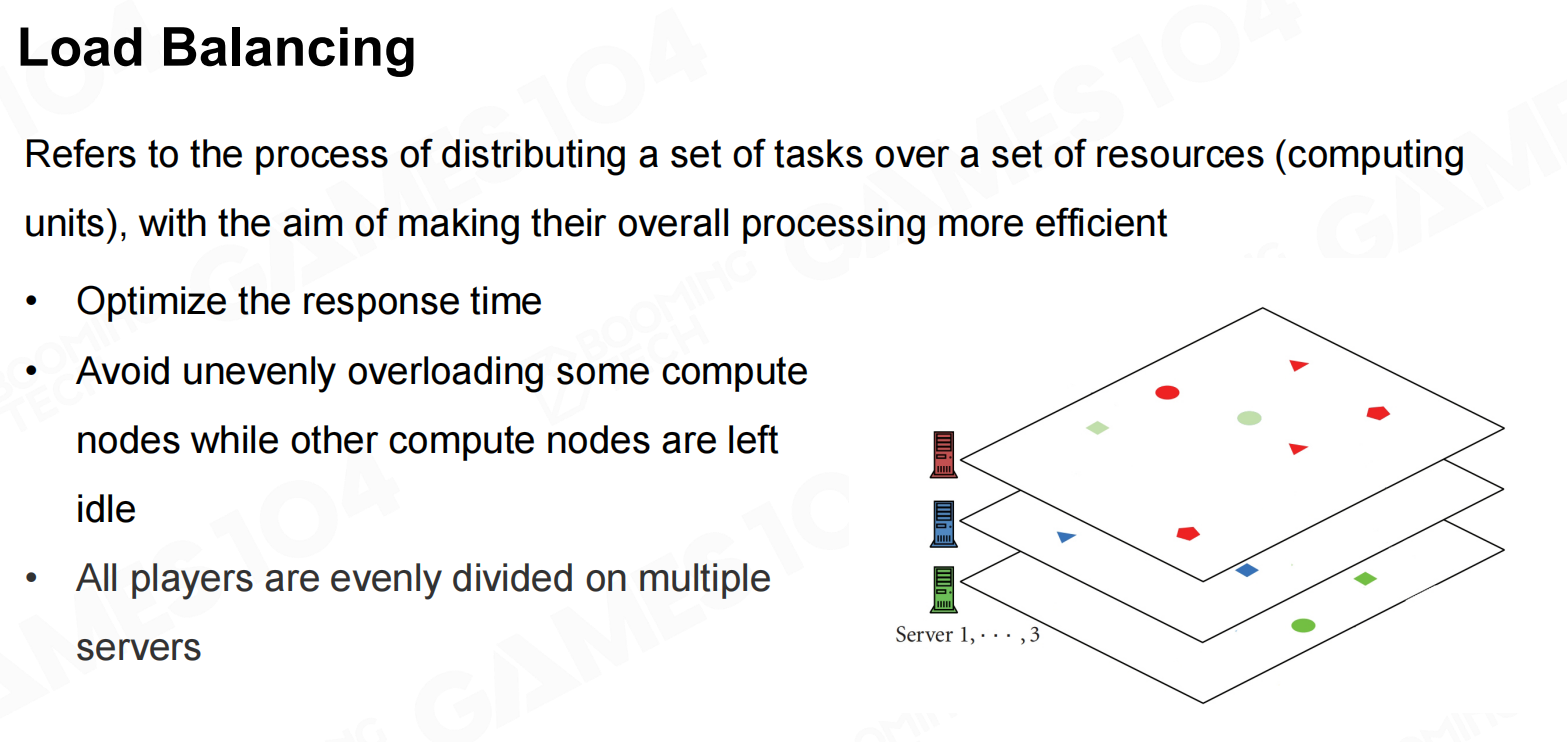 Load Balancing
Refers to the process of distributing a set of tasks over a set of resources (computing
units), with the aim of making their overall processing more efficient
• Optimize the response time
• Avoid unevenly overloading some compute
nodes while other compute nodes are left
idle
• All players are evenly divided on multiple
servers
Server 1, · · · , 3
GAMES104
BOOMING
TECH